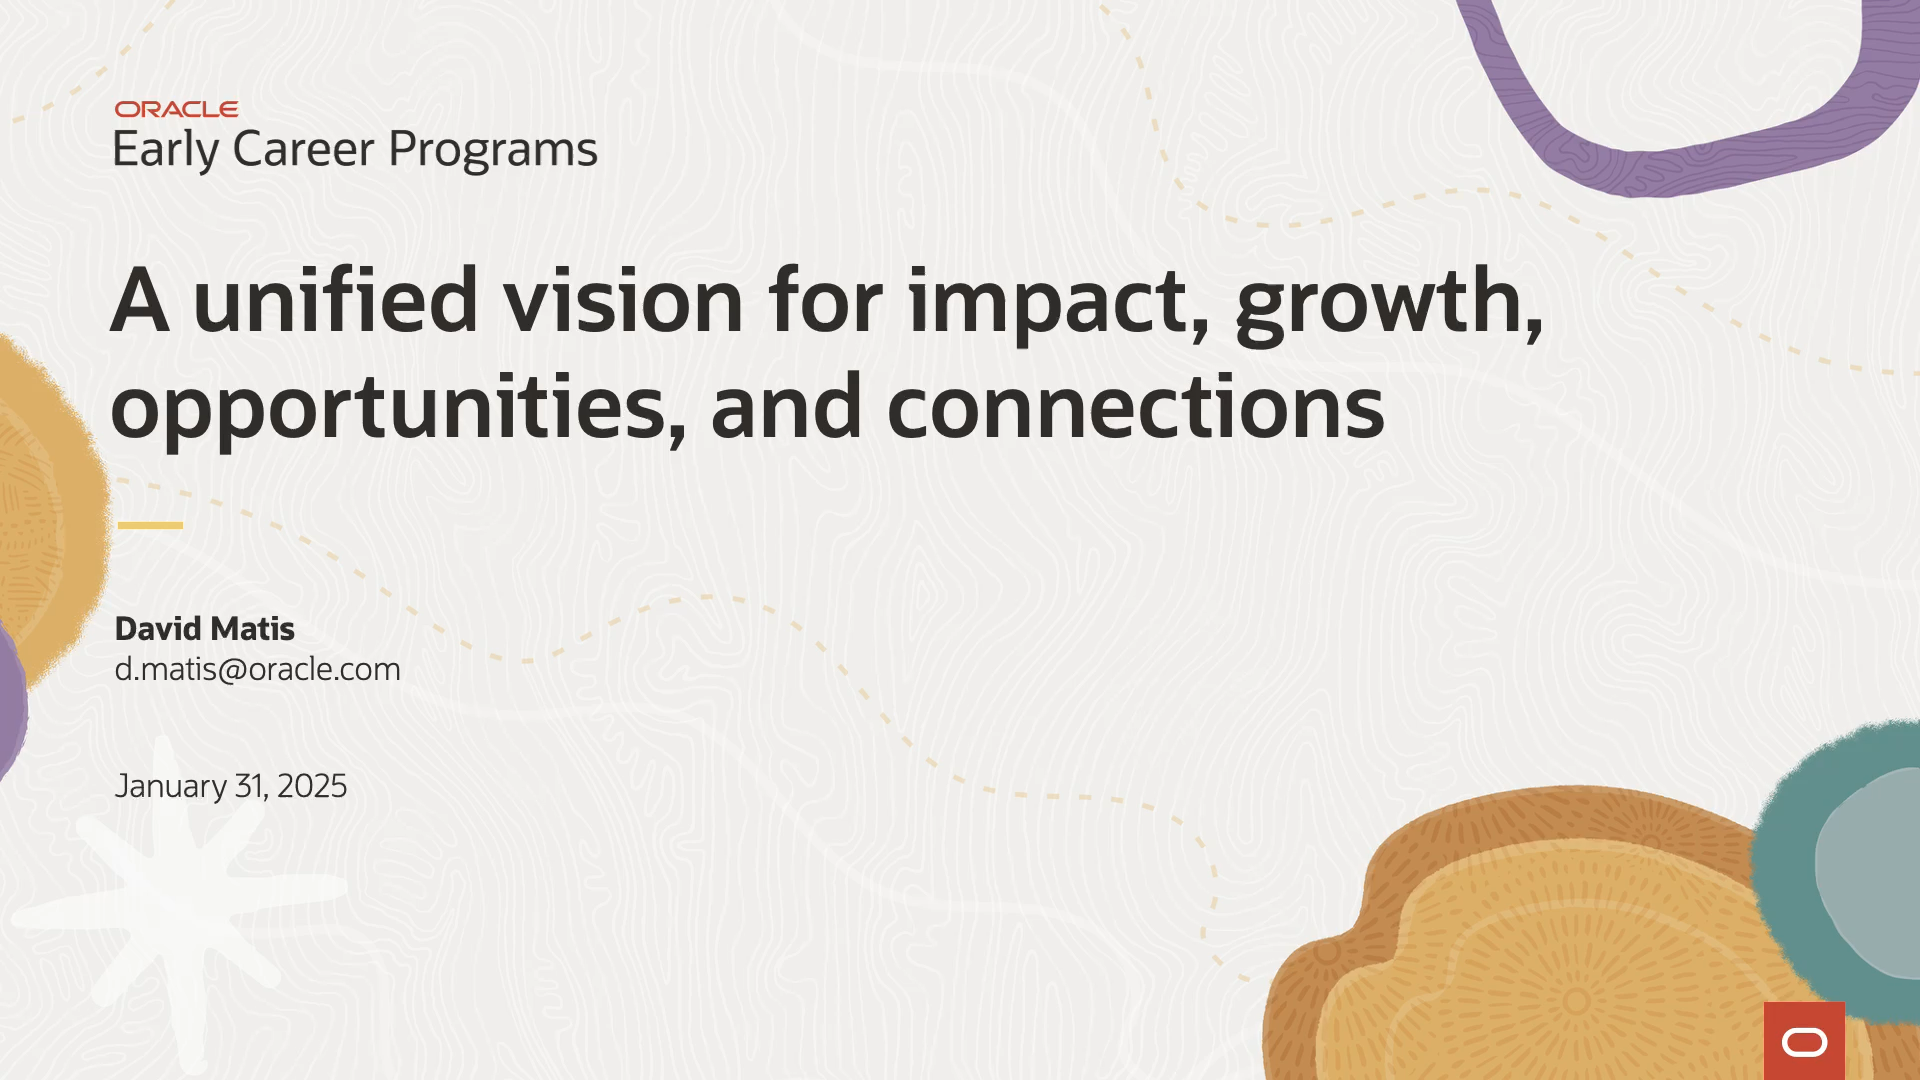 ORACLE
Early Career Programs
A unified vision for impact, growth,
opportunities, and connections
David Matis
d.matis@oracle.com
January 31, 2025